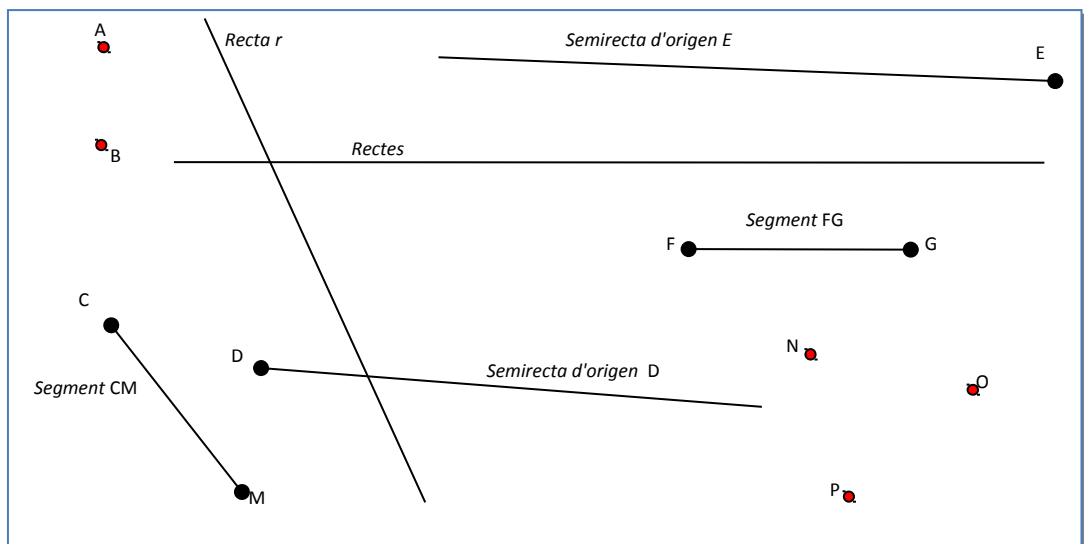 A
Recta r
Semirecta d'origen E
E
B
Rectes
Segment FG
F
G
C
D
N
Semirecta d'origen D
O
Segment CM
M
P